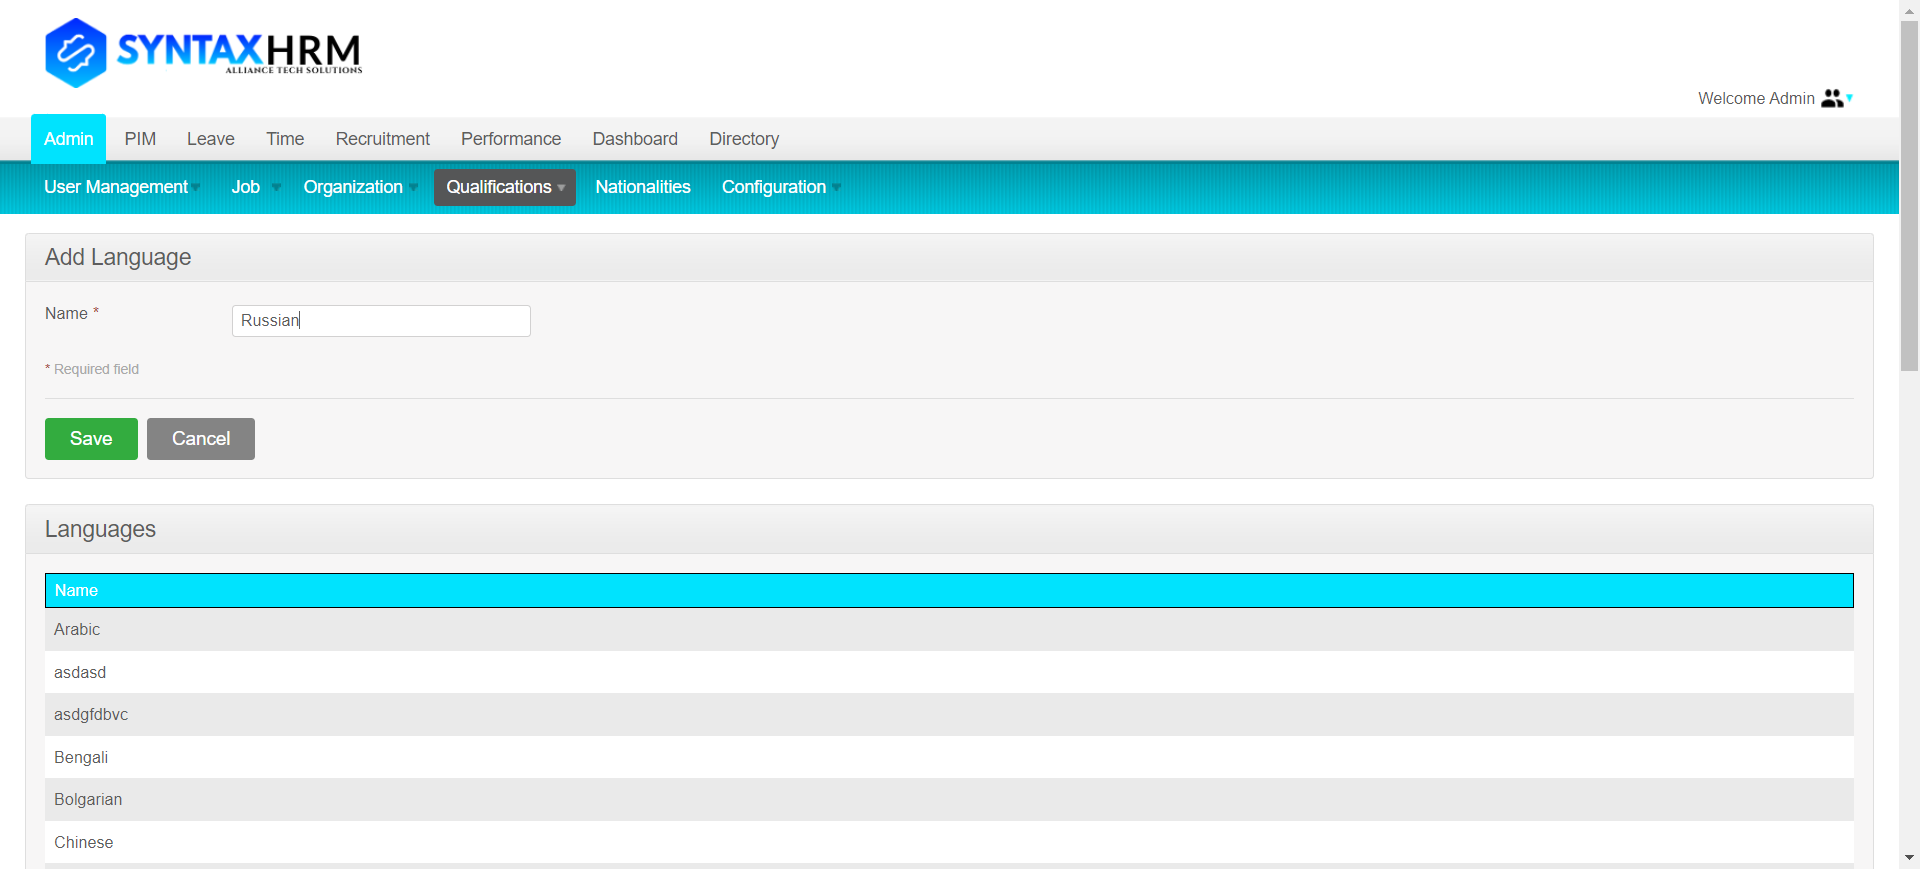 SYNTAXHRM
ALLIANCE TECH SOLUTIONS
Welcome Admin
Admin PIM Leave Time Recruitment Performance Dashboard Directory
User Management Job Organization Qualifications Nationalities Configuration
Add Language
Name *
Russian
* Required field
Save Cancel
Languages
Name
Arabic
asdasd
asdgfdbvc
Bengali
Bolgarian
Chinese